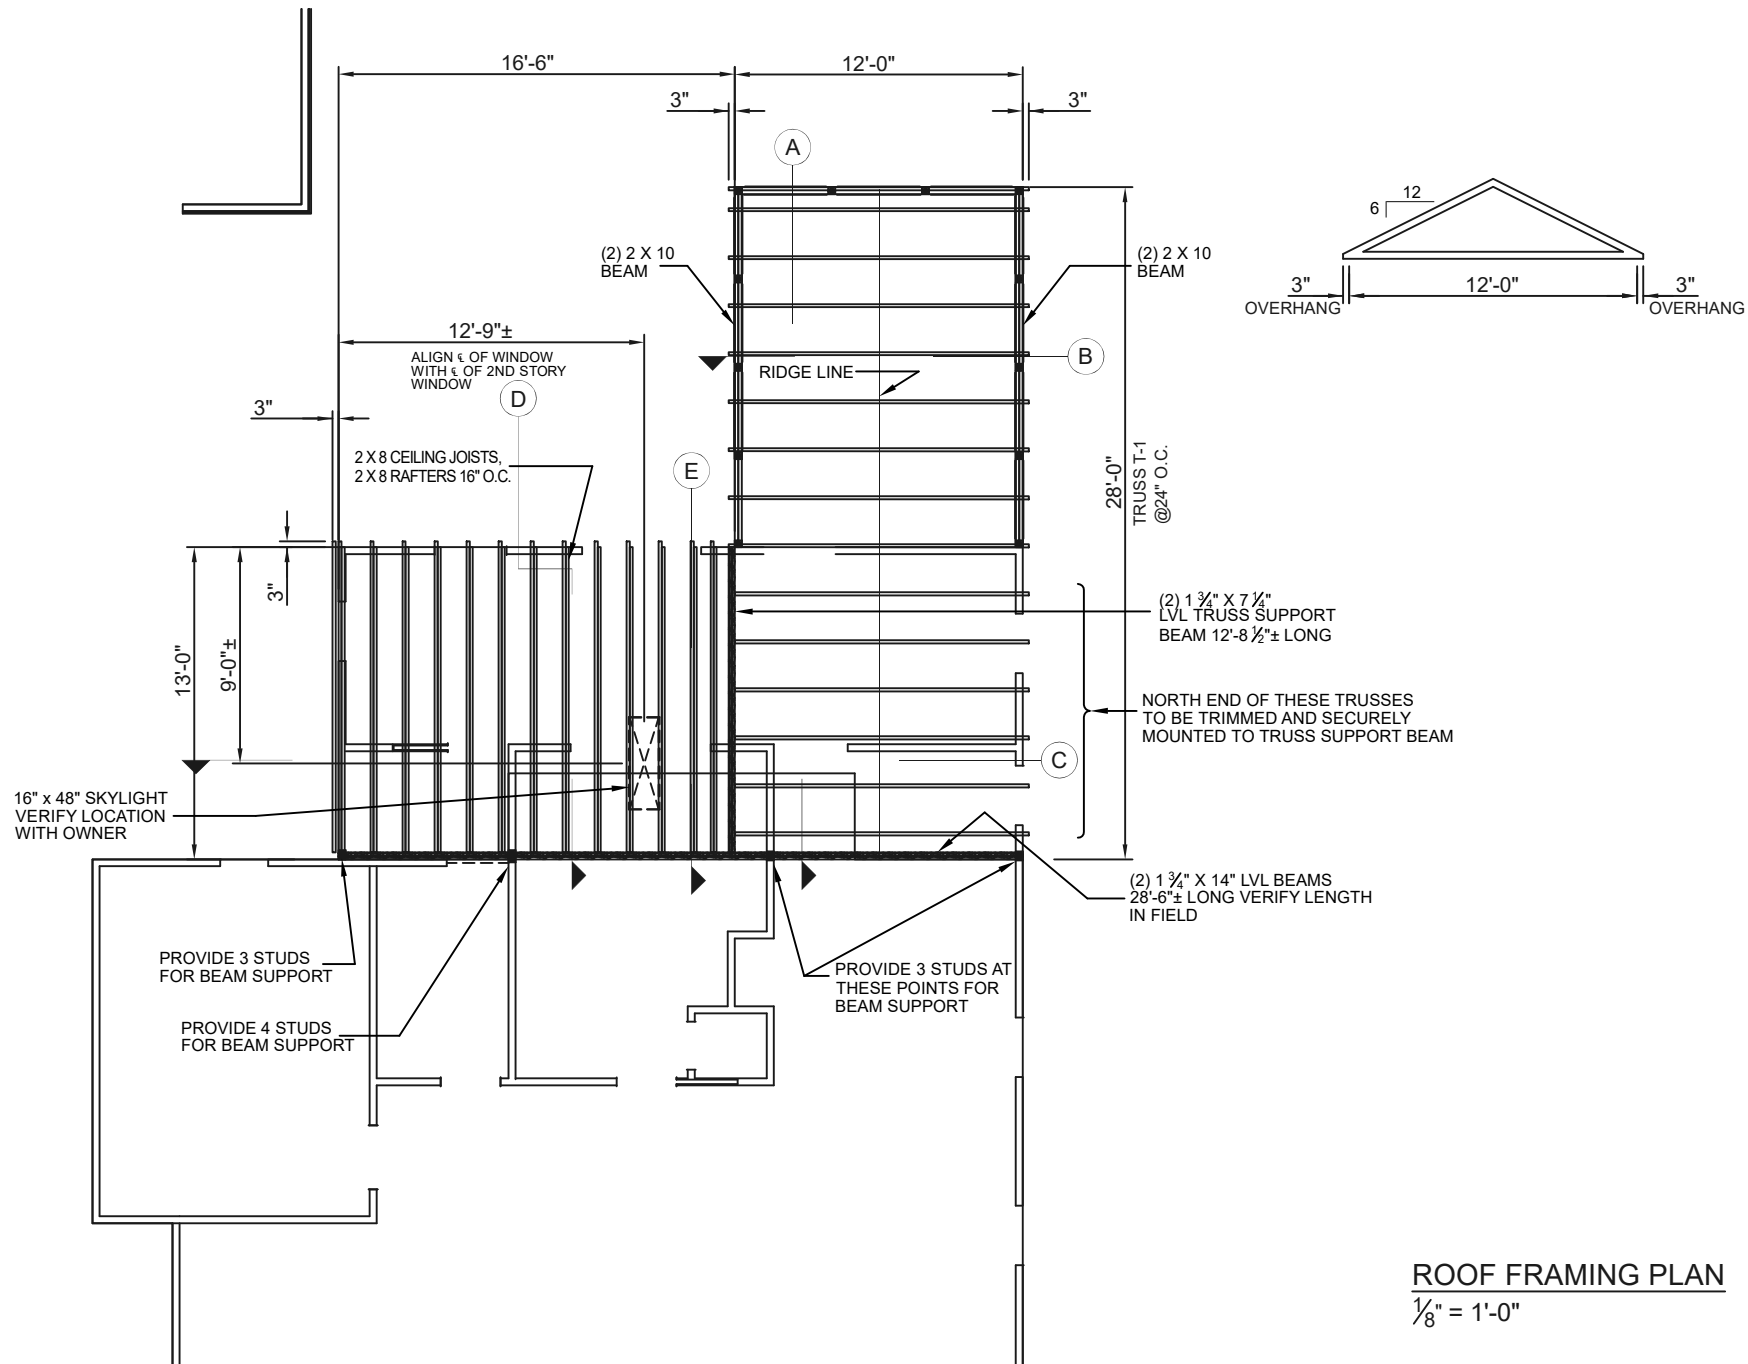 16'-6"
12'-0"
3"
3"
A
12
6
(2) 2 X 10
BEAM
(2) 2 X 10
BEAM
3"
OVERHANG
12'-0"
3"
OVERHANG
12'-9"±
ALIGN ℄ OF WINDOW
WITH ℄ OF 2ND STORY
WINDOW
B
RIDGE LINE
D
3"
2 X 8 CEILING JOISTS,
2 X 8 RAFTERS 16" O.C.
E
28'-0"
TRUSS T-1
@24" O.C.
3"
13'-0"
9'-0"±
(2) 1 ¾" X 7 ¼"
LVL TRUSS SUPPORT
BEAM 12'-8 ½"± LONG
NORTH END OF THESE TRUSSES
TO BE TRIMMED AND SECURELY
MOUNTED TO TRUSS SUPPORT BEAM
C
16" x 48" SKYLIGHT
VERIFY LOCATION
WITH OWNER
(2) 1 ¾" X 14" LVL BEAMS
28'-6"± LONG VERIFY LENGTH
IN FIELD
PROVIDE 3 STUDS
FOR BEAM SUPPORT
PROVIDE 3 STUDS AT
THESE POINTS FOR
BEAM SUPPORT
PROVIDE 4 STUDS
FOR BEAM SUPPORT
ROOF FRAMING PLAN
⅛" = 1'-0"